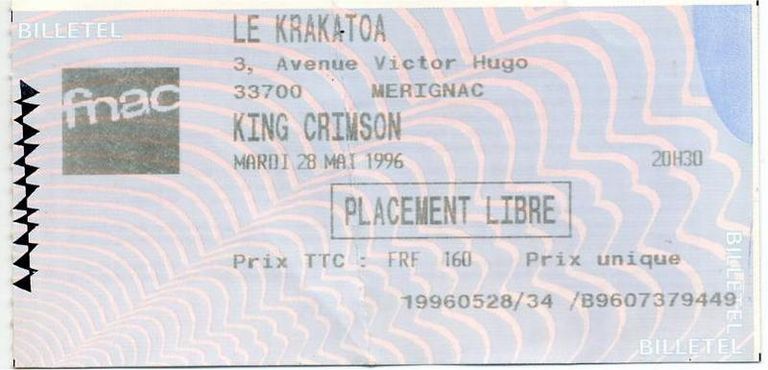 BILLETEL
LE KRAKATOA
3, Avenue Victor Hugo
fnac
33700 MERIGNAC
KING CRIMSON
MARDI 28 MAI 1996 20H30
PLACEMENT LIBRE
Prix TTC : FRF 160 Prix unique
19960528/34 /B9607379449
BILLETEL
BILLETEL